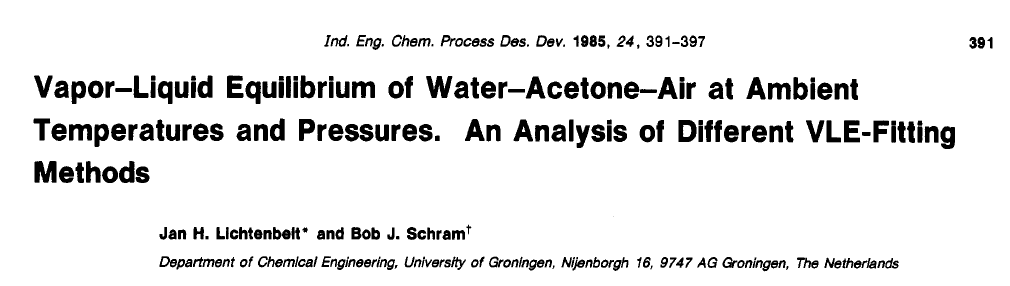 Ind. Eng. Chem. Process Des. Dev. 1985, 24, 391–397 391
Vapor–Liquid Equilibrium of Water–Acetone–Air at Ambient
Temperatures and Pressures. An Analysis of Different VLE-Fitting
Methods
Jan H. Lichtenbelt* and Bob J. Schram†
Department of Chemical Engineering, University of Groningen, Nijenborgh 16, 9747 AG Groningen, The Netherlands